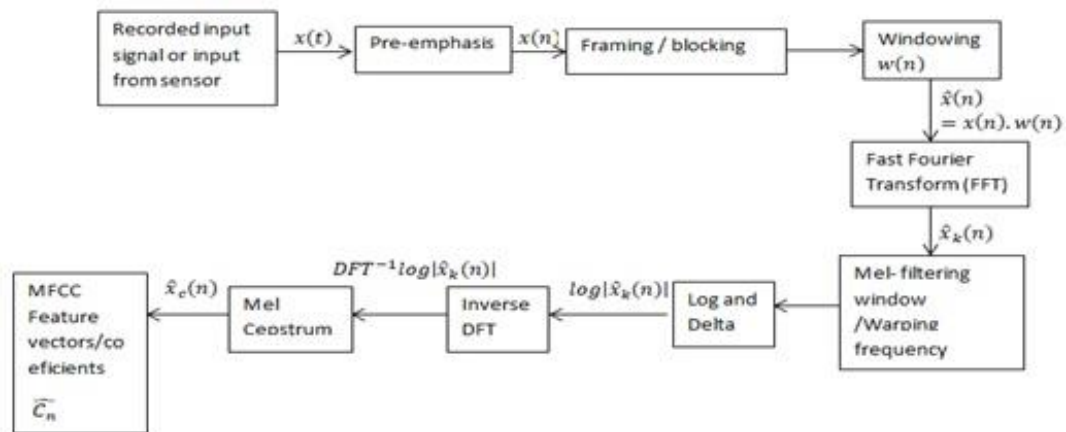 Recorded input
signal or input
from sensor
x(t)
Pre-emphasis
x(n)
Framing / blocking
Windowing
w(n)
x̂(n)
= x(n). w(n)
Fast Fourier
Transform (FFT)
x̂ₖ(n)
Mel- filtering
window
/Warping
frequency
Log and
Delta
log|x̂ₖ(n)|
Inverse
DFT
DFT⁻¹log|x̂ₖ(n)|
Mel
Cepstrum
x̂_c(n)
MFCC
Feature
vectors/co
eficients
C̃ₙ